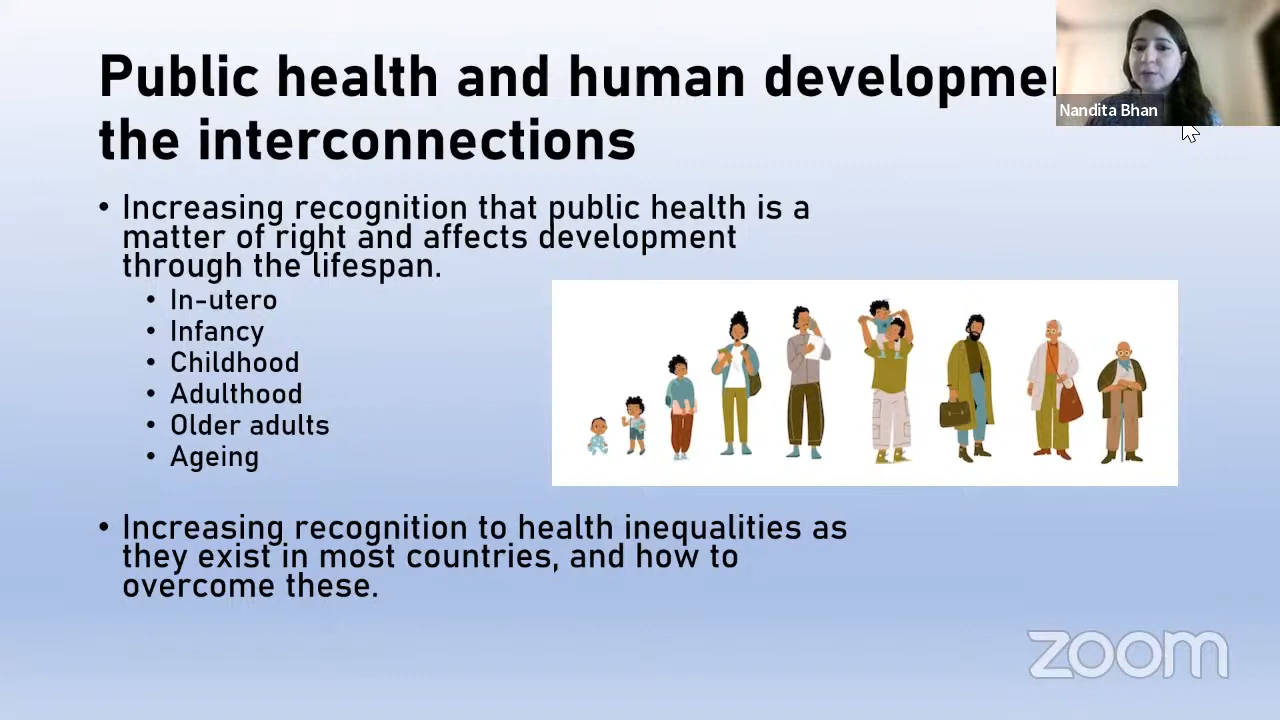 Public health and human developmen
the interconnections
Nandita Bhan
• Increasing recognition that public health is a
matter of right and affects development
through the lifespan.
• In-utero
• Infancy
• Childhood
• Adulthood
• Older adults
• Ageing
• Increasing recognition to health inequalities as
they exist in most countries, and how to
overcome these.
zoom